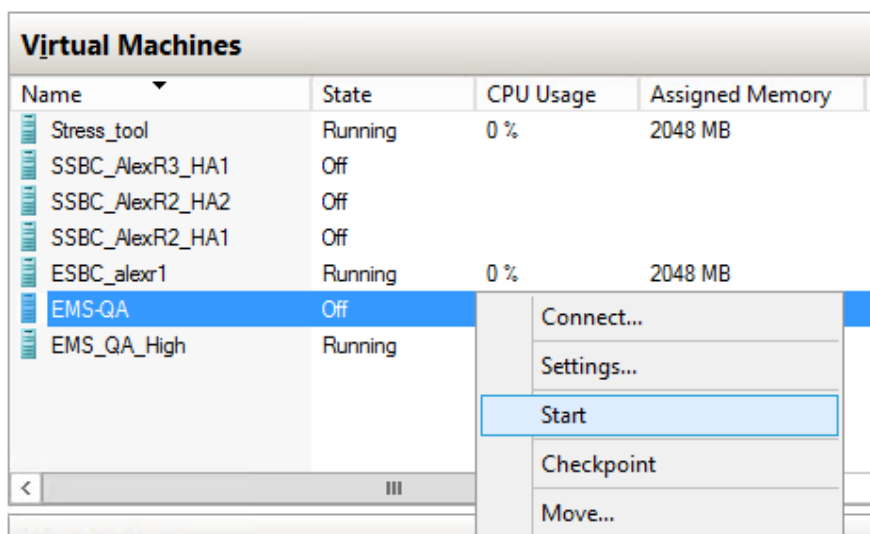 Virtual Machines
Name State CPU Usage Assigned Memory
Stress_tool Running 0 % 2048 MB
SSBC_AlexR3_HA1 Off
SSBC_AlexR2_HA2 Off
SSBC_AlexR2_HA1 Off
ESBC_alexr1 Running 0 % 2048 MB
EMS-QA Off
Connect...
EMS_QA_High Running
Settings...
Start
Checkpoint
Move...